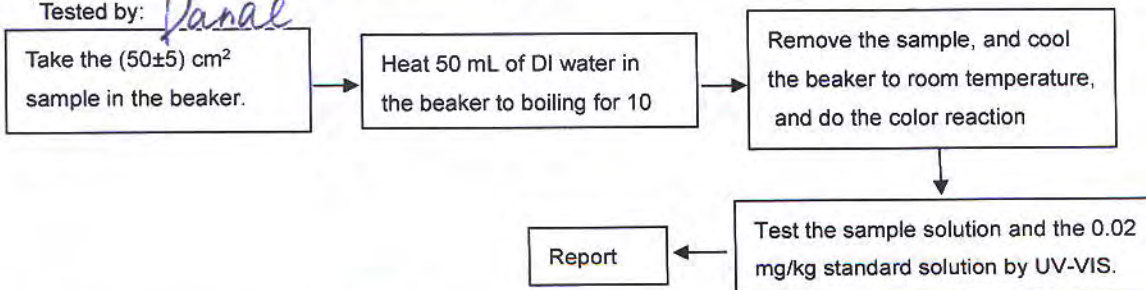 Tested by: Danal
Take the (50±5) cm²
sample in the beaker.
Heat 50 mL of DI water in
the beaker to boiling for 10
Remove the sample, and cool
the beaker to room temperature,
and do the color reaction
Test the sample solution and the 0.02
mg/kg standard solution by UV-VIS.
Report